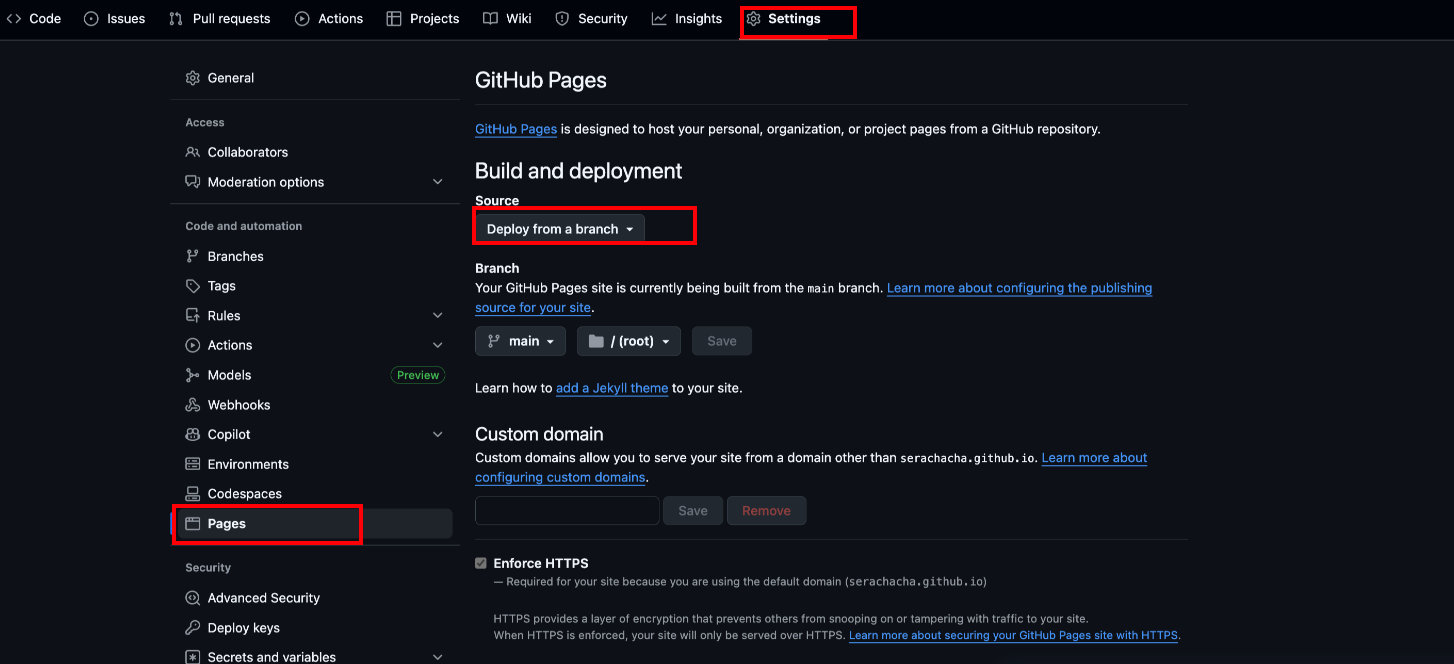 Code Issues Pull requests Actions Projects Wiki Security Insights Settings
General
Access
Collaborators
Moderation options
Code and automation
Branches
Tags
Rules
Actions
Models Preview
Webhooks
Copilot
Environments
Codespaces
Pages
Security
Advanced Security
Deploy keys
Secrets and variables
GitHub Pages
GitHub Pages is designed to host your personal, organization, or project pages from a GitHub repository.
Build and deployment
Source
Deploy from a branch
Branch
Your GitHub Pages site is currently being built from the main branch. Learn more about configuring the publishing
source for your site.
main / (root) Save
Learn how to add a Jekyll theme to your site.
Custom domain
Custom domains allow you to serve your site from a domain other than serachacha.github.io. Learn more about
configuring custom domains.
Save Remove
Enforce HTTPS
— Required for your site because you are using the default domain (serachacha.github.io)
HTTPS provides a layer of encryption that prevents others from snooping on or tampering with traffic to your site.
When HTTPS is enforced, your site will only be served over HTTPS. Learn more about securing your GitHub Pages site with HTTPS.